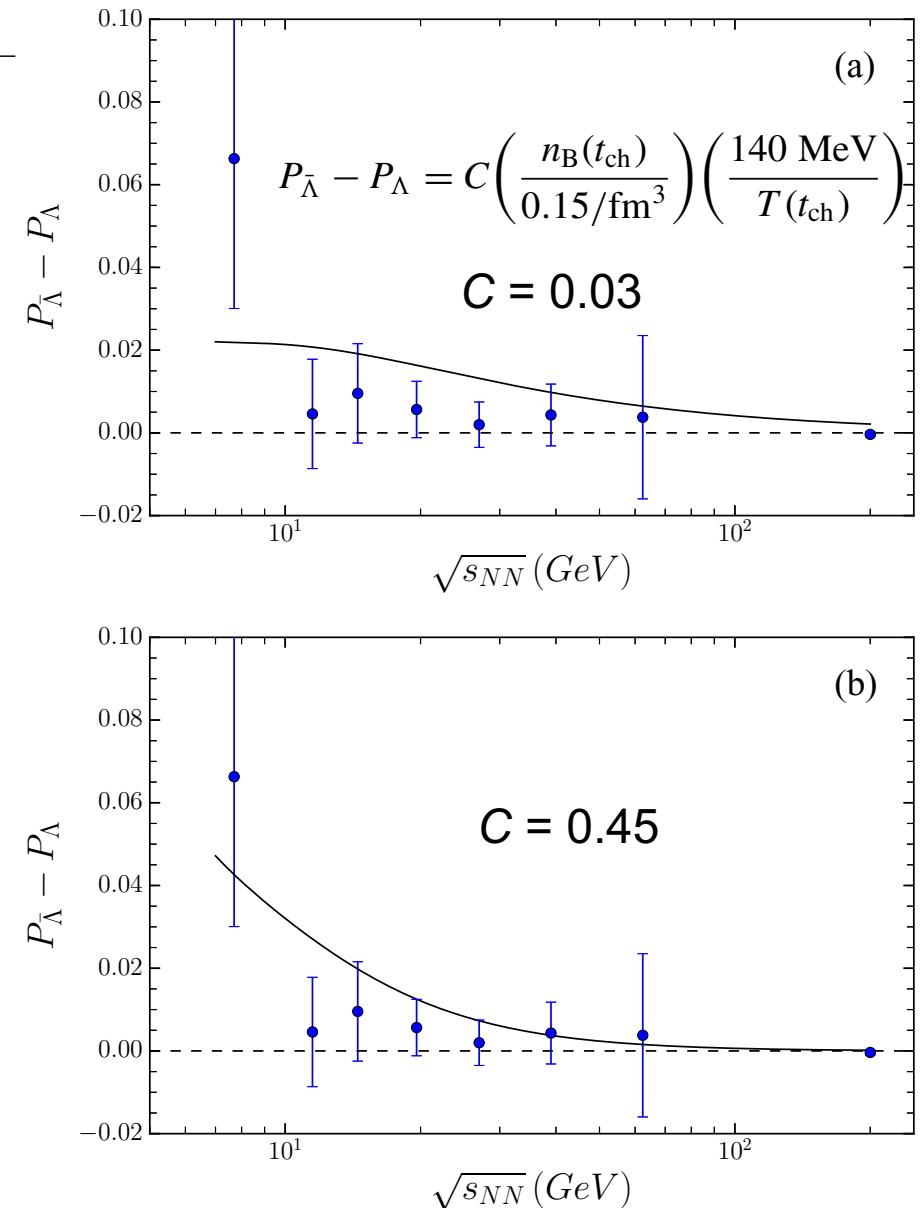 0.10
(a)
0.08
P_Λ̄ − P_Λ = C(n_B(t_ch)/0.15/fm³)(140 MeV/T(t_ch))
0.06
P_Λ̄ − P_Λ
0.04
C = 0.03
0.02
0.00
−0.02
10¹ 10²
√s_NN (GeV)
0.10
(b)
0.08
0.06
C = 0.45
P_Λ̄ − P_Λ
0.04
0.02
0.00
−0.02
10¹ 10²
√s_NN (GeV)